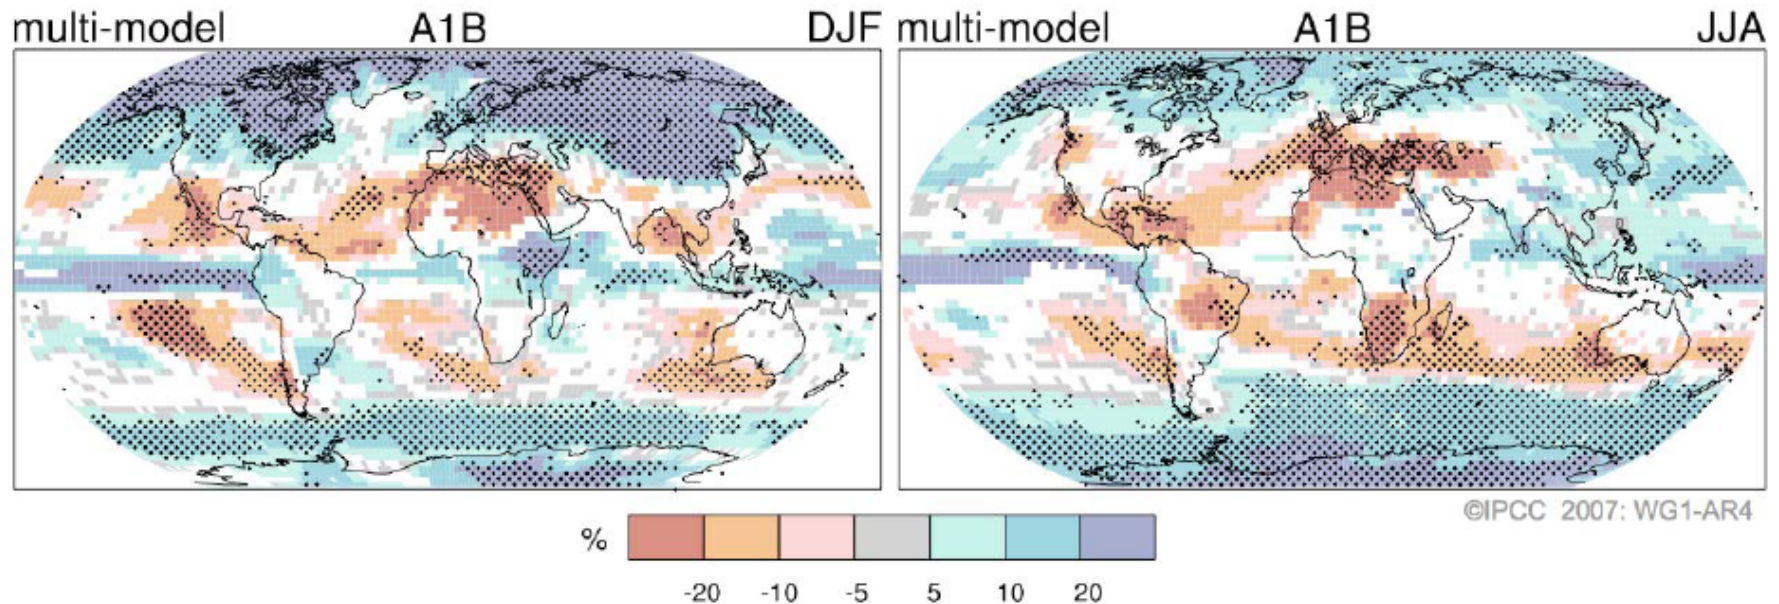 multi-model A1B DJF
multi-model A1B JJA
©IPCC 2007: WG1-AR4
%
-20 -10 -5 5 10 20